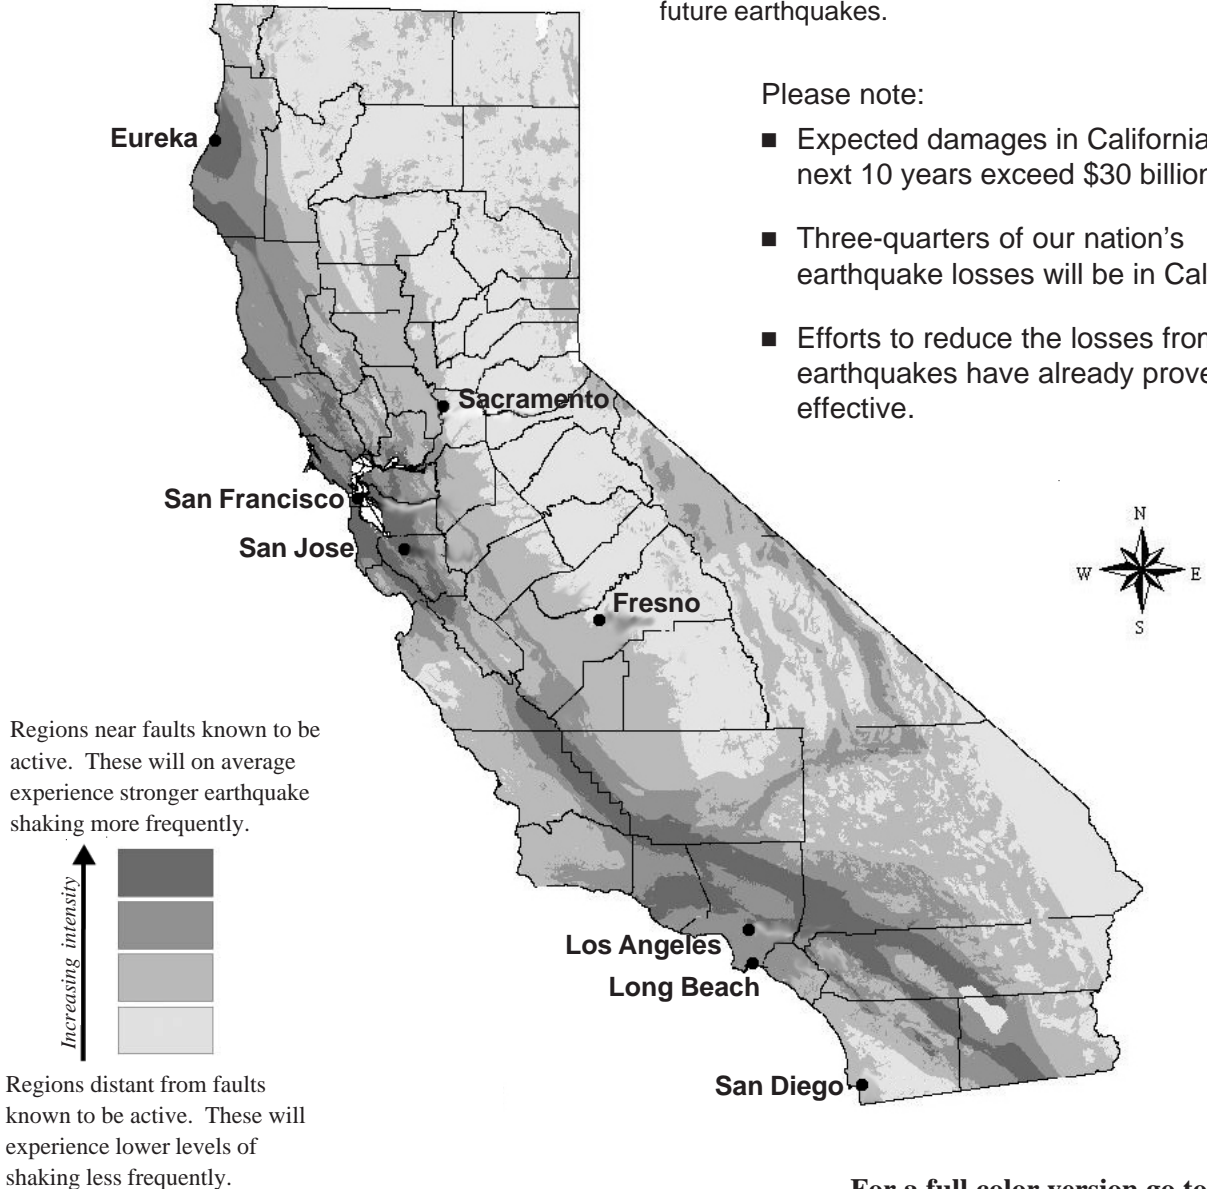 future earthquakes.
Please note:
■ Expected damages in California
next 10 years exceed $30 billion
■ Three-quarters of our nation's
earthquake losses will be in Cal
■ Efforts to reduce the losses from
earthquakes have already prove
effective.
Eureka
Sacramento
San Francisco
San Jose
Fresno
N
W E
S
Regions near faults known to be
active. These will on average
experience stronger earthquake
shaking more frequently.
Increasing intensity
Los Angeles
Long Beach
San Diego
Regions distant from faults
known to be active. These will
experience lower levels of
shaking less frequently.
For a full color version go to